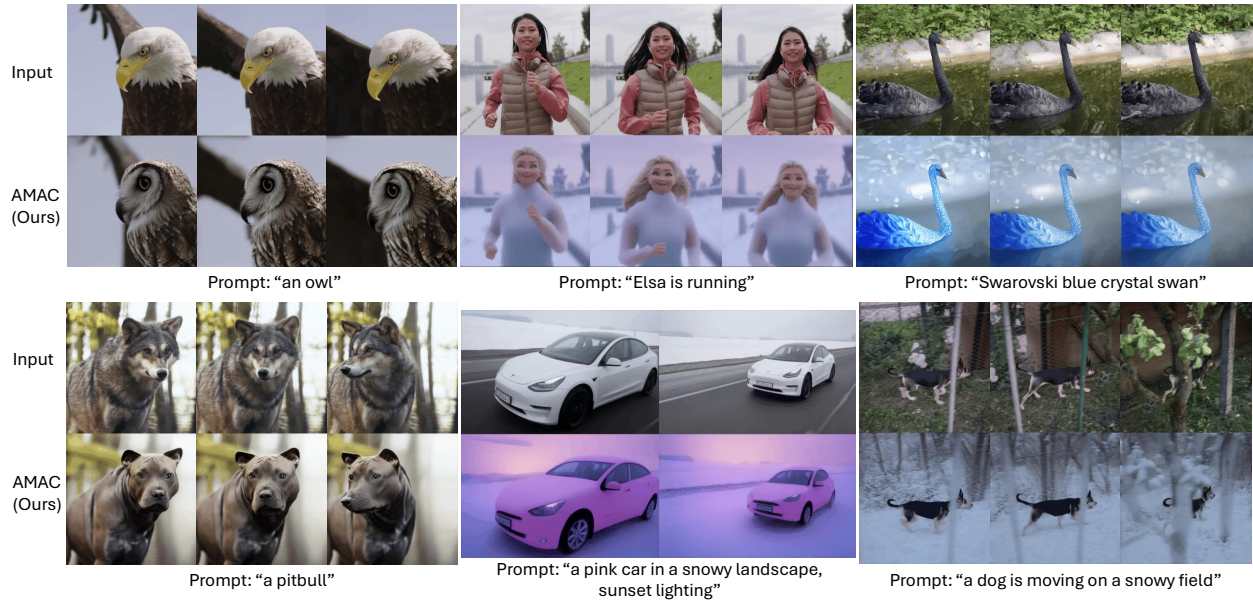 Input
AMAC
(Ours)
Prompt: “an owl”
Prompt: “Elsa is running”
Prompt: “Swarovski blue crystal swan”
Input
AMAC
(Ours)
Prompt: “a pitbull”
Prompt: “a pink car in a snowy landscape,
sunset lighting”
Prompt: “a dog is moving on a snowy field”